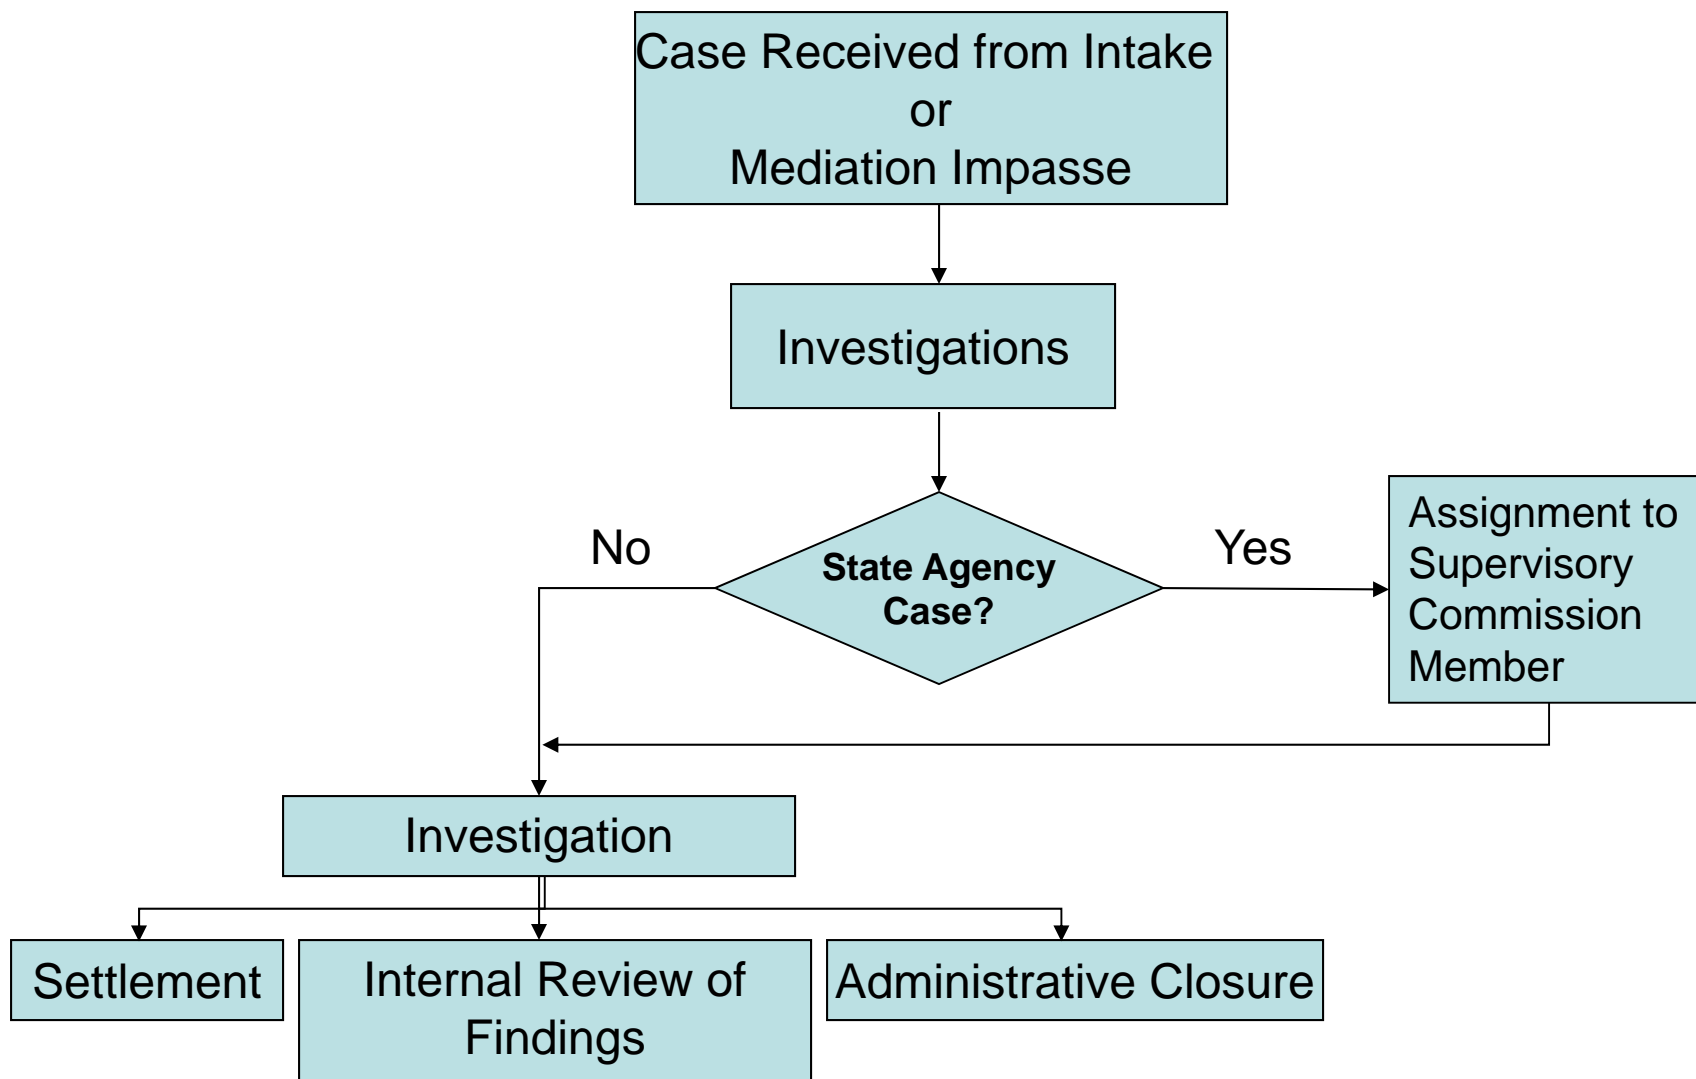 Case Received from Intake
or
Mediation Impasse
Investigations
No
State Agency
Case?
Yes
Assignment to
Supervisory
Commission
Member
Investigation
Settlement
Internal Review of
Findings
Administrative Closure